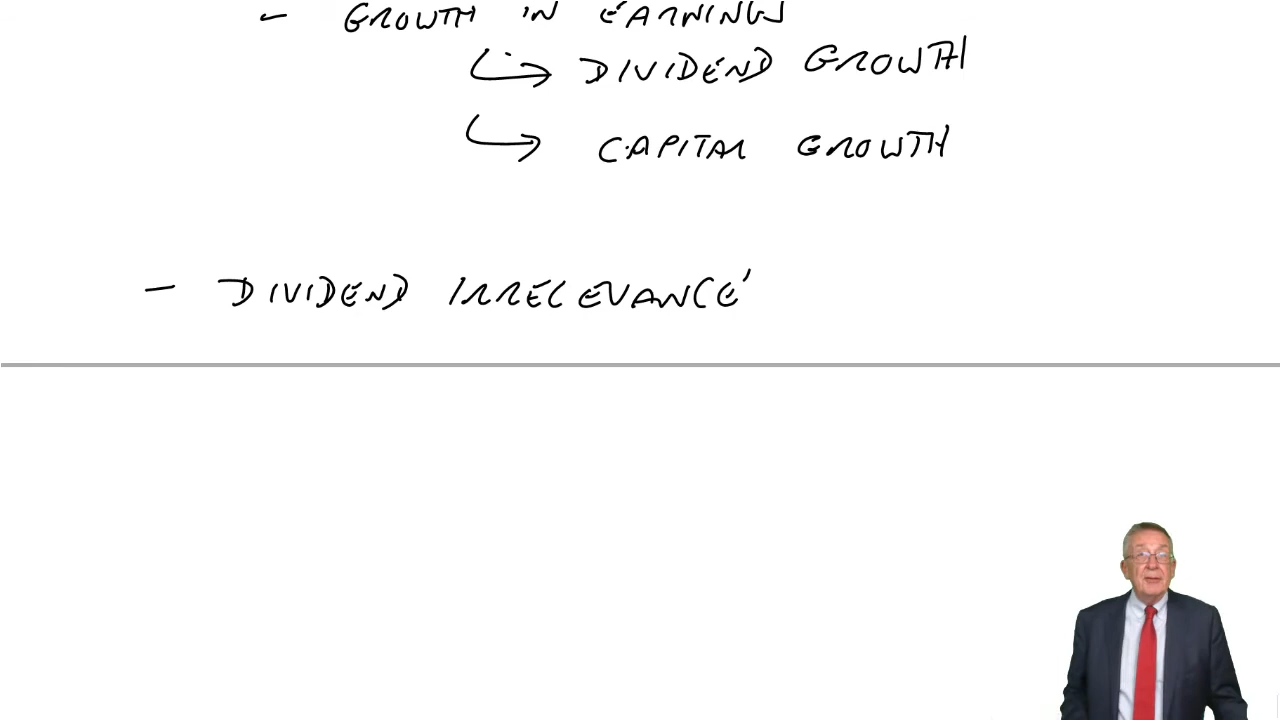 - GROWTH IN EARNINGS
↳ DIVIDEND GROWTH
↳ CAPITAL GROWTH
- DIVIDEND IRRELEVANCE